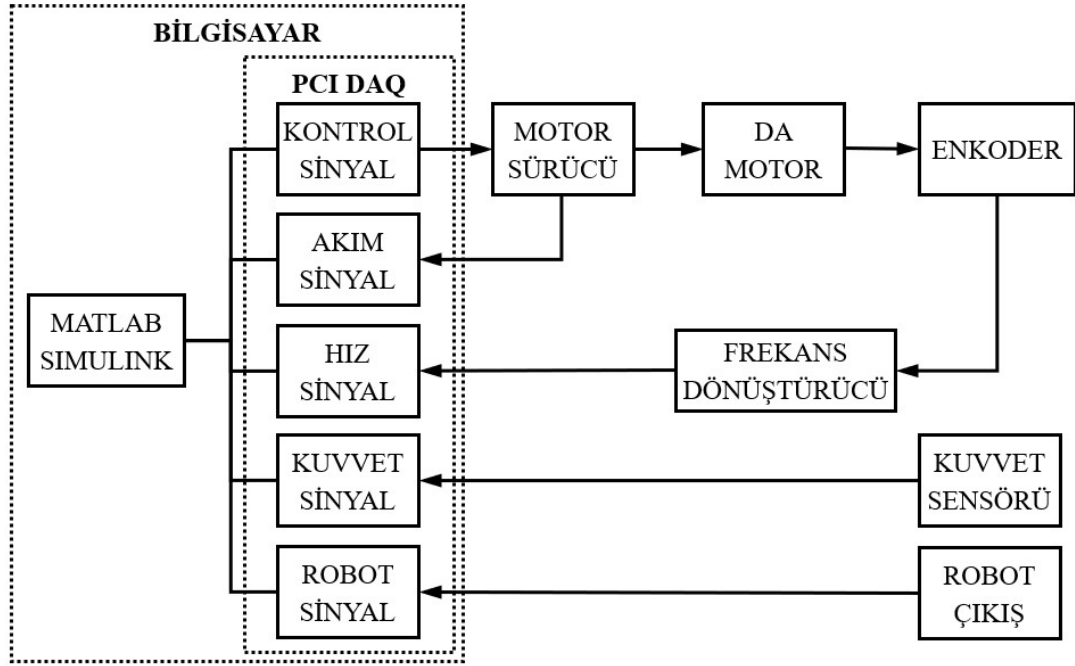 BİLGİSAYAR
PCI DAQ
KONTROL
SİNYAL
MOTOR
SÜRÜCÜ
DA
MOTOR
ENKODER
AKIM
SİNYAL
MATLAB
SIMULINK
HIZ
SİNYAL
FREKANS
DÖNÜŞTÜRÜCÜ
KUVVET
SİNYAL
KUVVET
SENSÖRÜ
ROBOT
SİNYAL
ROBOT
ÇIKIŞ